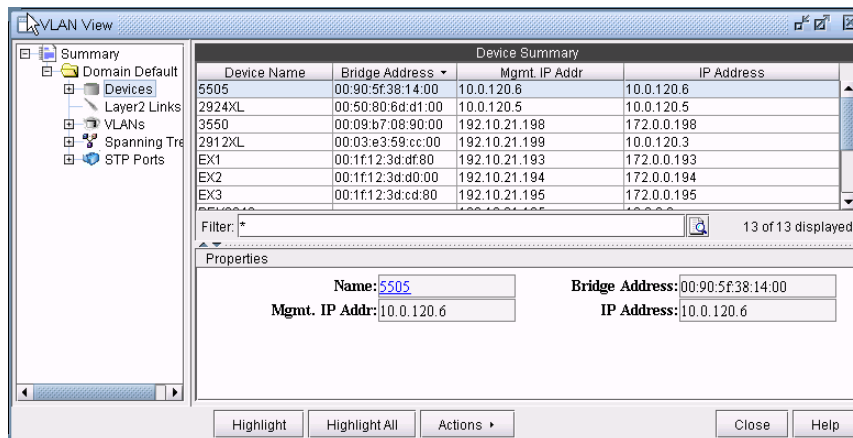 VLAN View
Summary
Domain Default
Devices
Layer2 Links
VLANs
Spanning Tre
STP Ports
Device Summary
Device Name Bridge Address Mgmt. IP Addr IP Address
5505 00:90:5f:38:14:00 10.0.120.6 10.0.120.6
2924XL 00:50:80:6d:d1:00 10.0.120.5 10.0.120.5
3550 00:09:b7:08:90:00 192.10.21.198 172.0.0.198
2912XL 00:03:e3:59:cc:00 192.10.21.199 10.0.120.3
EX1 00:1f:12:3d:df:80 192.10.21.193 172.0.0.193
EX2 00:1f:12:3d:d0:00 192.10.21.194 172.0.0.194
EX3 00:1f:12:3d:cd:80 192.10.21.195 172.0.0.195
Filter: * 13 of 13 displayed
Properties
Name: 5505 Bridge Address: 00:90:5f:38:14:00
Mgmt. IP Addr: 10.0.120.6 IP Address: 10.0.120.6
Highlight Highlight All Actions Close Help